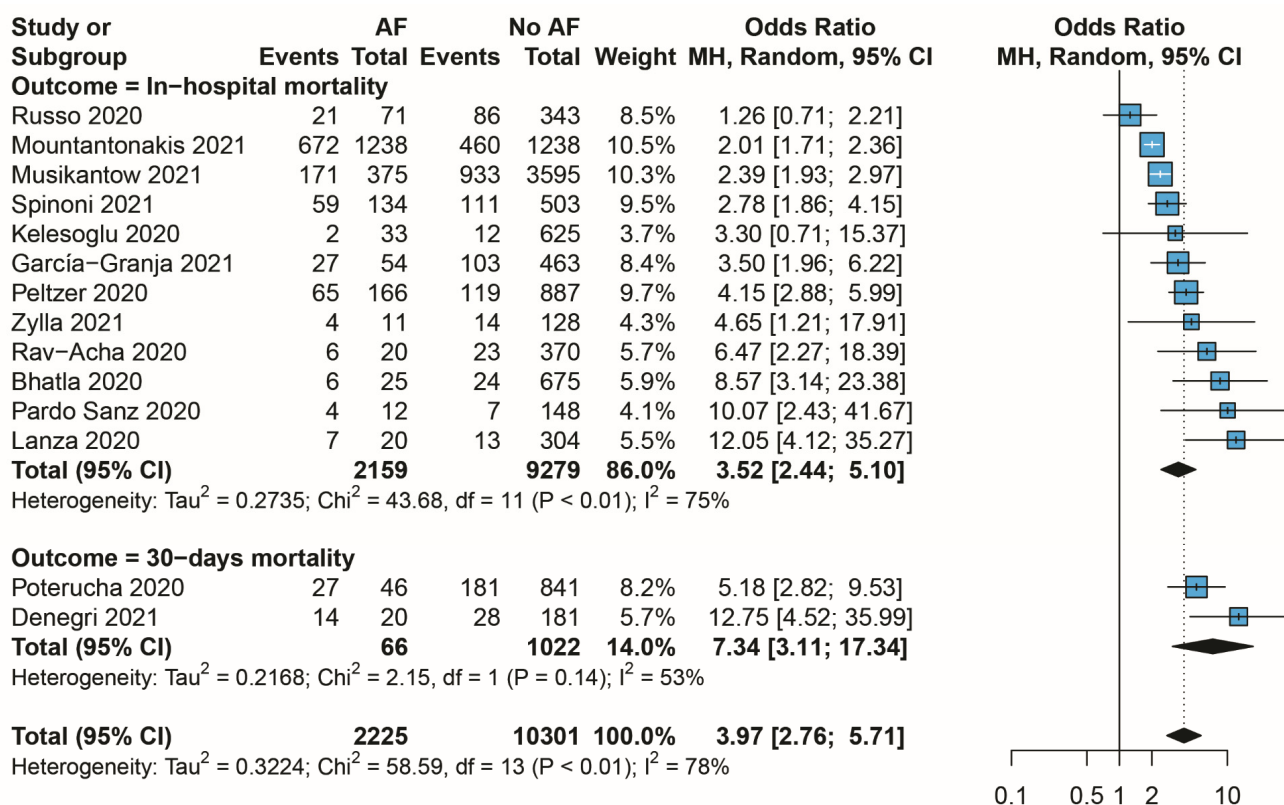 Study or AF No AF Odds Ratio Odds Ratio
Subgroup Events Total Events Total Weight MH, Random, 95% CI MH, Random, 95% CI
Outcome = In−hospital mortality
Russo 2020 21 71 86 343 8.5% 1.26 [0.71; 2.21]
Mountantonakis 2021 672 1238 460 1238 10.5% 2.01 [1.71; 2.36]
Musikantow 2021 171 375 933 3595 10.3% 2.39 [1.93; 2.97]
Spinoni 2021 59 134 111 503 9.5% 2.78 [1.86; 4.15]
Kelesoglu 2020 2 33 12 625 3.7% 3.30 [0.71; 15.37]
García−Granja 2021 27 54 103 463 8.4% 3.50 [1.96; 6.22]
Peltzer 2020 65 166 119 887 9.7% 4.15 [2.88; 5.99]
Zylla 2021 4 11 14 128 4.3% 4.65 [1.21; 17.91]
Rav−Acha 2020 6 20 23 370 5.7% 6.47 [2.27; 18.39]
Bhatla 2020 6 25 24 675 5.9% 8.57 [3.14; 23.38]
Pardo Sanz 2020 4 12 7 148 4.1% 10.07 [2.43; 41.67]
Lanza 2020 7 20 13 304 5.5% 12.05 [4.12; 35.27]
Total (95% CI) 2159 9279 86.0% 3.52 [2.44; 5.10]
Heterogeneity: Tau² = 0.2735; Chi² = 43.68, df = 11 (P < 0.01); I² = 75%
Outcome = 30−days mortality
Poterucha 2020 27 46 181 841 8.2% 5.18 [2.82; 9.53]
Denegri 2021 14 20 28 181 5.7% 12.75 [4.52; 35.99]
Total (95% CI) 66 1022 14.0% 7.34 [3.11; 17.34]
Heterogeneity: Tau² = 0.2168; Chi² = 2.15, df = 1 (P = 0.14); I² = 53%
Total (95% CI) 2225 10301 100.0% 3.97 [2.76; 5.71]
Heterogeneity: Tau² = 0.3224; Chi² = 58.59, df = 13 (P < 0.01); I² = 78%
0.1 0.5 1 2 10